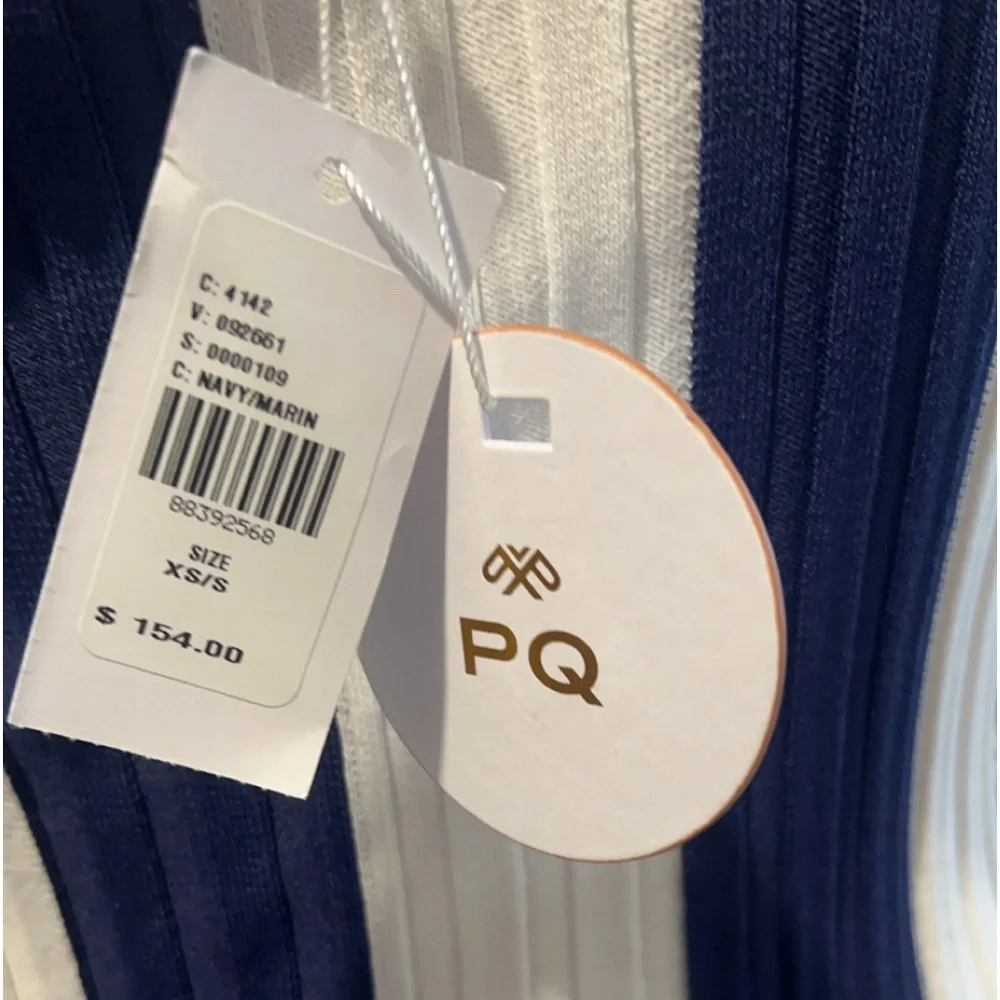 C: 4142
V: 092661
S: 0000109
C: NAVY/MARIN
88392568
SIZE
XS/S
$ 154.00
PQ